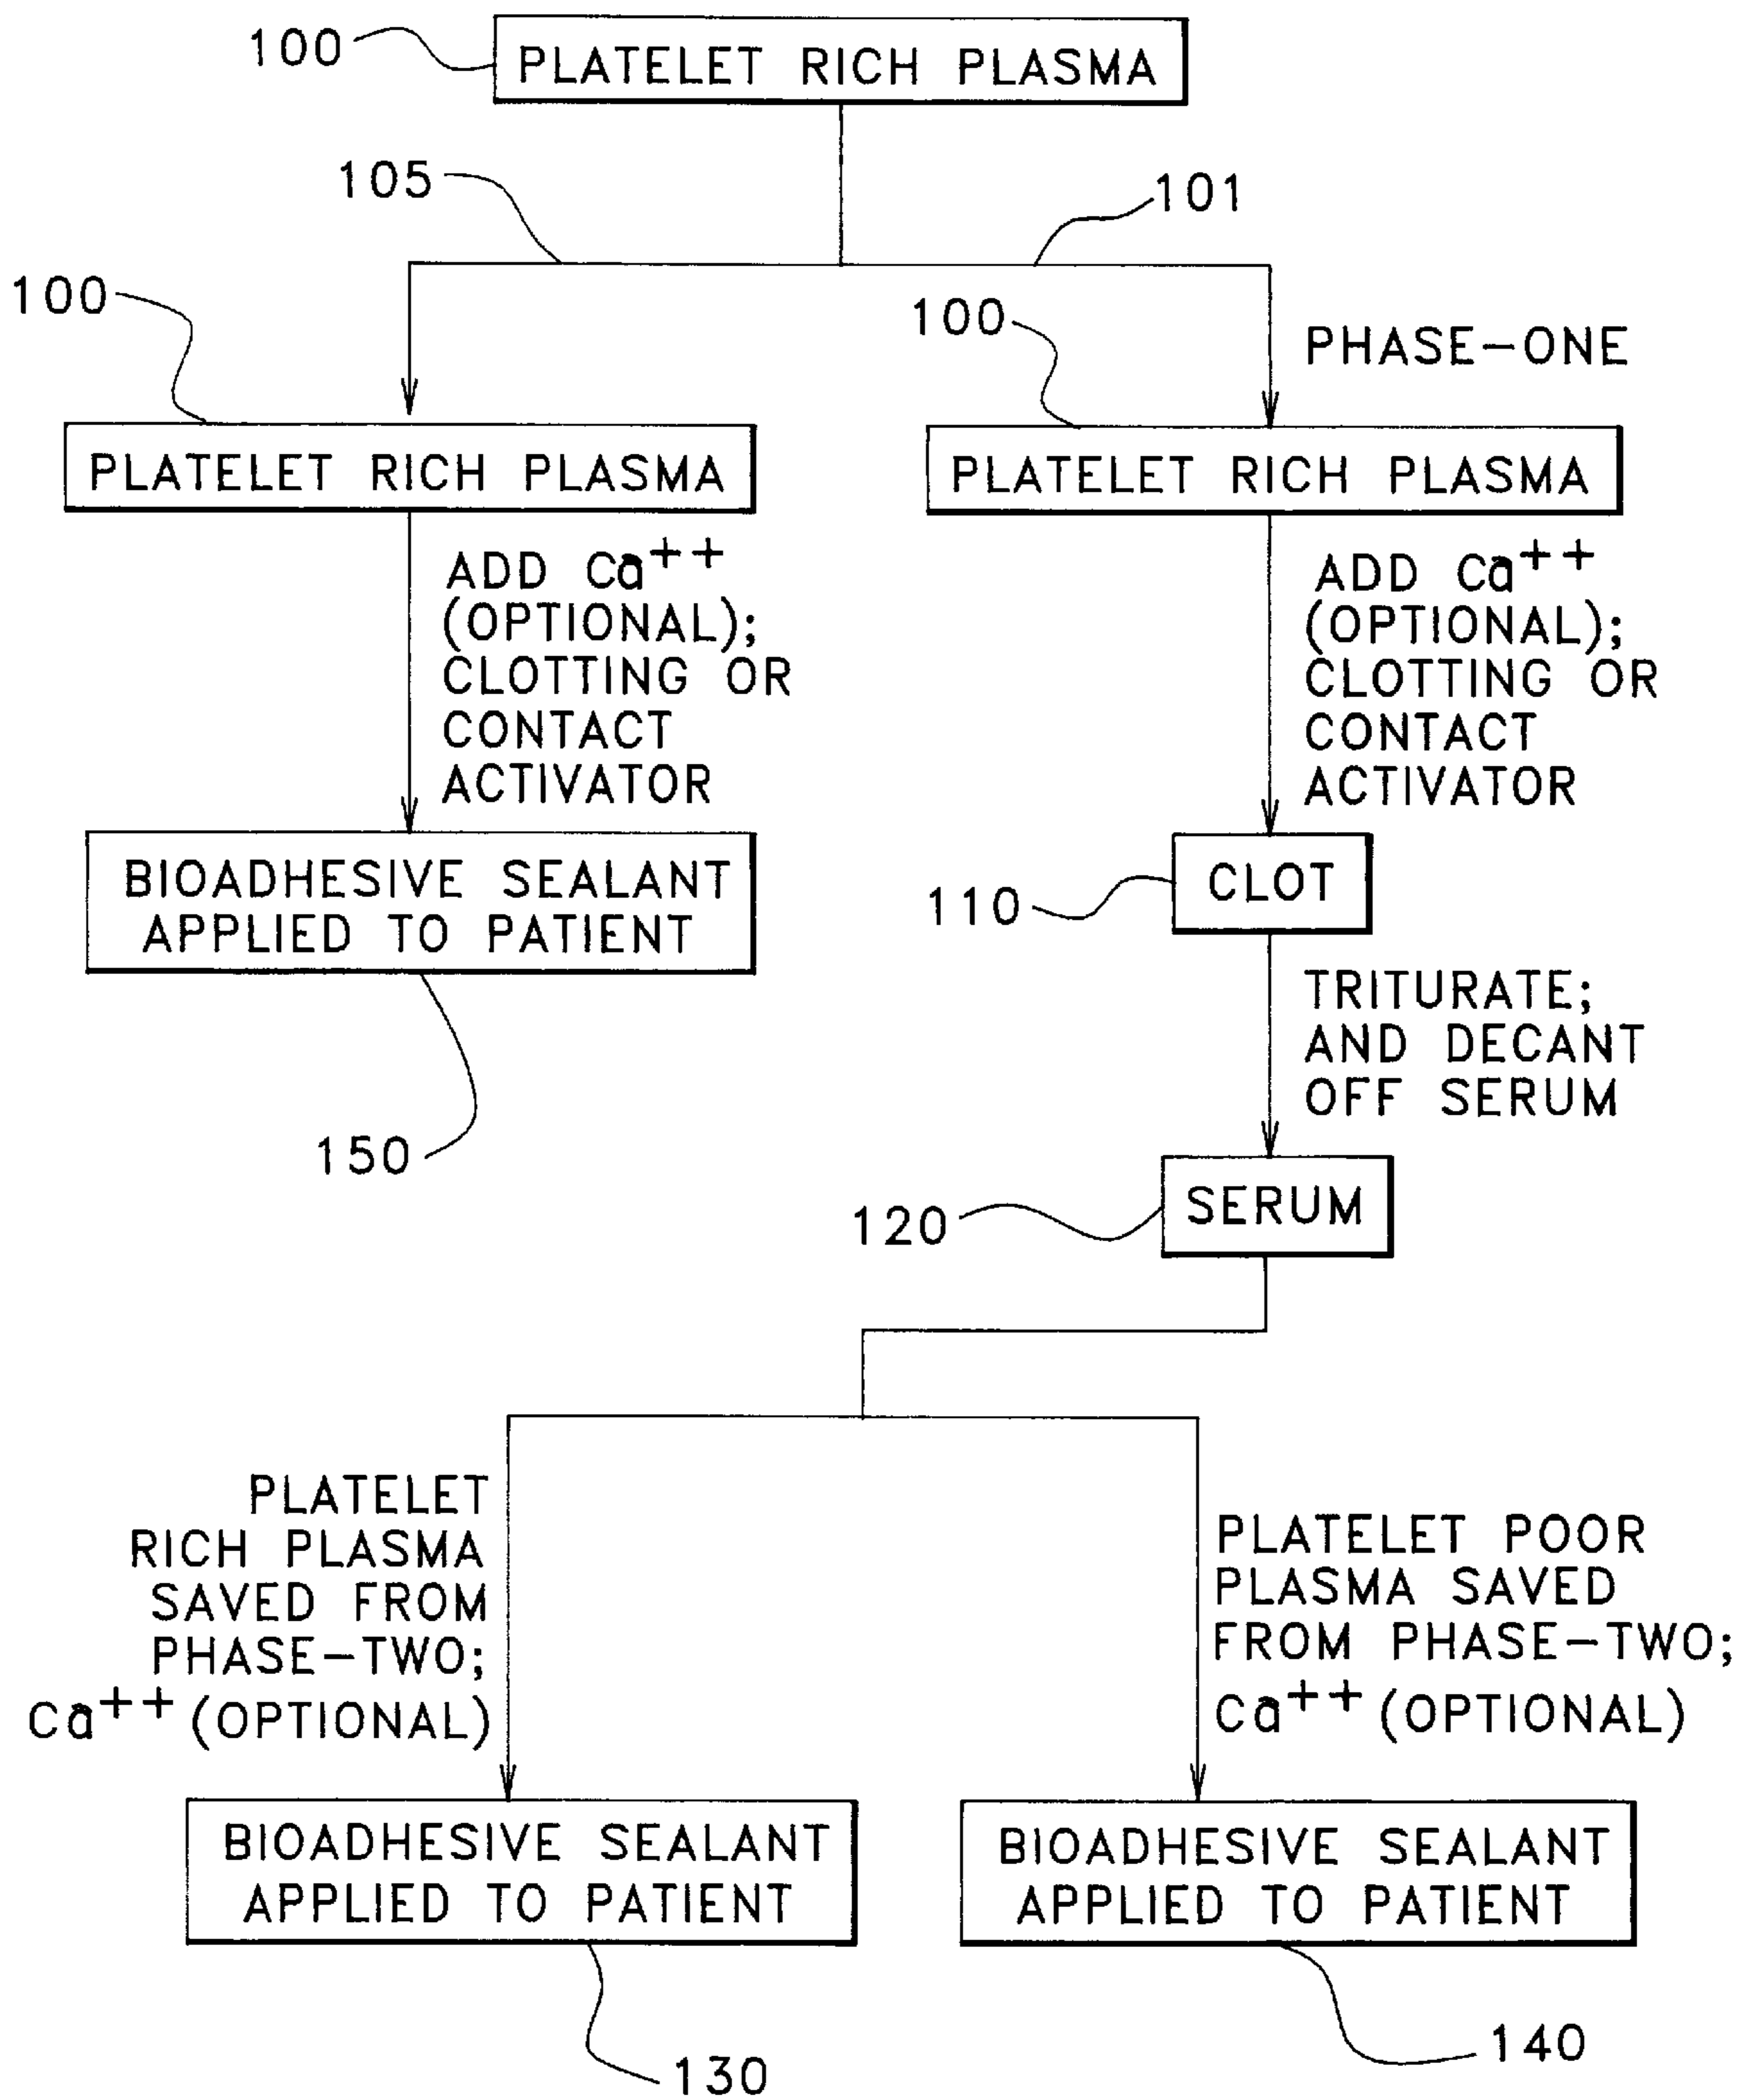 100
PLATELET RICH PLASMA
105
101
100
100
PHASE-ONE
PLATELET RICH PLASMA
PLATELET RICH PLASMA
ADD Ca++
(OPTIONAL);
CLOTTING OR
CONTACT
ACTIVATOR
ADD Ca++
(OPTIONAL);
CLOTTING OR
CONTACT
ACTIVATOR
BIOADHESIVE SEALANT
APPLIED TO PATIENT
150
110
CLOT
TRITURATE;
AND DECANT
OFF SERUM
120
SERUM
PLATELET
RICH PLASMA
SAVED FROM
PHASE-TWO;
Ca++ (OPTIONAL)
PLATELET POOR
PLASMA SAVED
FROM PHASE-TWO;
Ca++ (OPTIONAL)
BIOADHESIVE SEALANT
APPLIED TO PATIENT
130
BIOADHESIVE SEALANT
APPLIED TO PATIENT
140